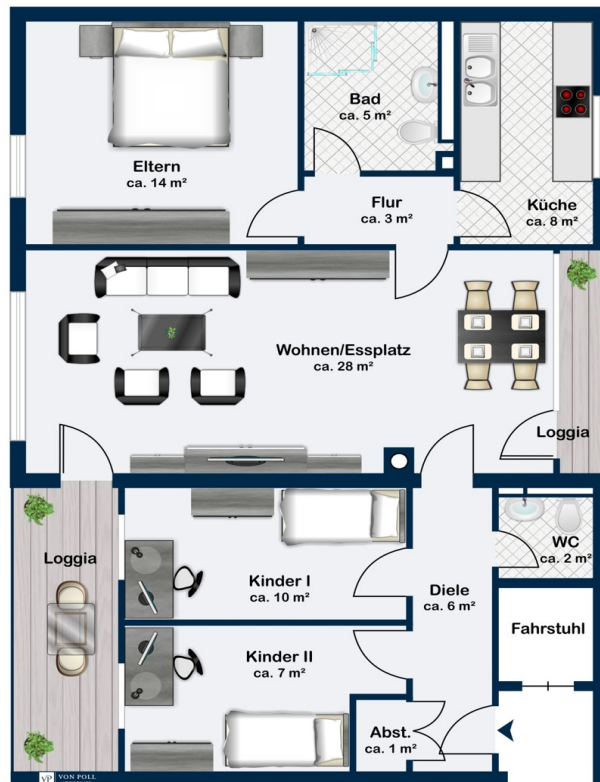 Bad
ca. 5 m²
Eltern
ca. 14 m²
Flur
ca. 3 m²
Küche
ca. 8 m²
Wohnen/Essplatz
ca. 28 m²
Loggia
Loggia
Kinder I
ca. 10 m²
Diele
ca. 6 m²
WC
ca. 2 m²
Fahrstuhl
Kinder II
ca. 7 m²
Abst.
ca. 1 m²
VP VON POLL